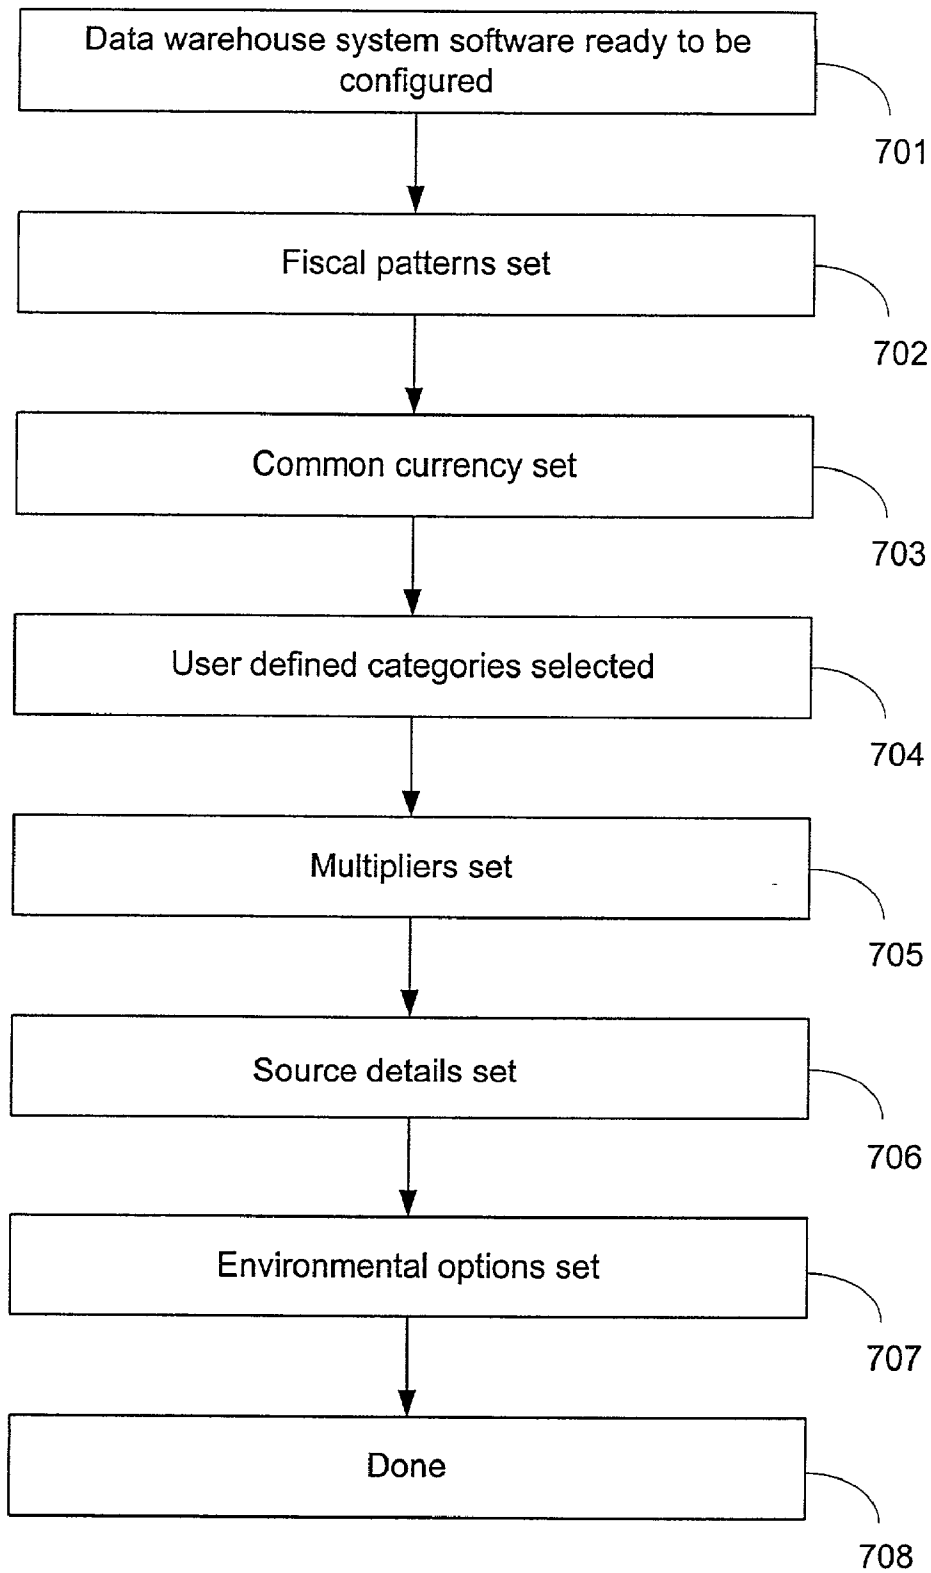 Data warehouse system software ready to be
configured
701
Fiscal patterns set
702
Common currency set
703
User defined categories selected
704
Multipliers set
705
Source details set
706
Environmental options set
707
Done
708